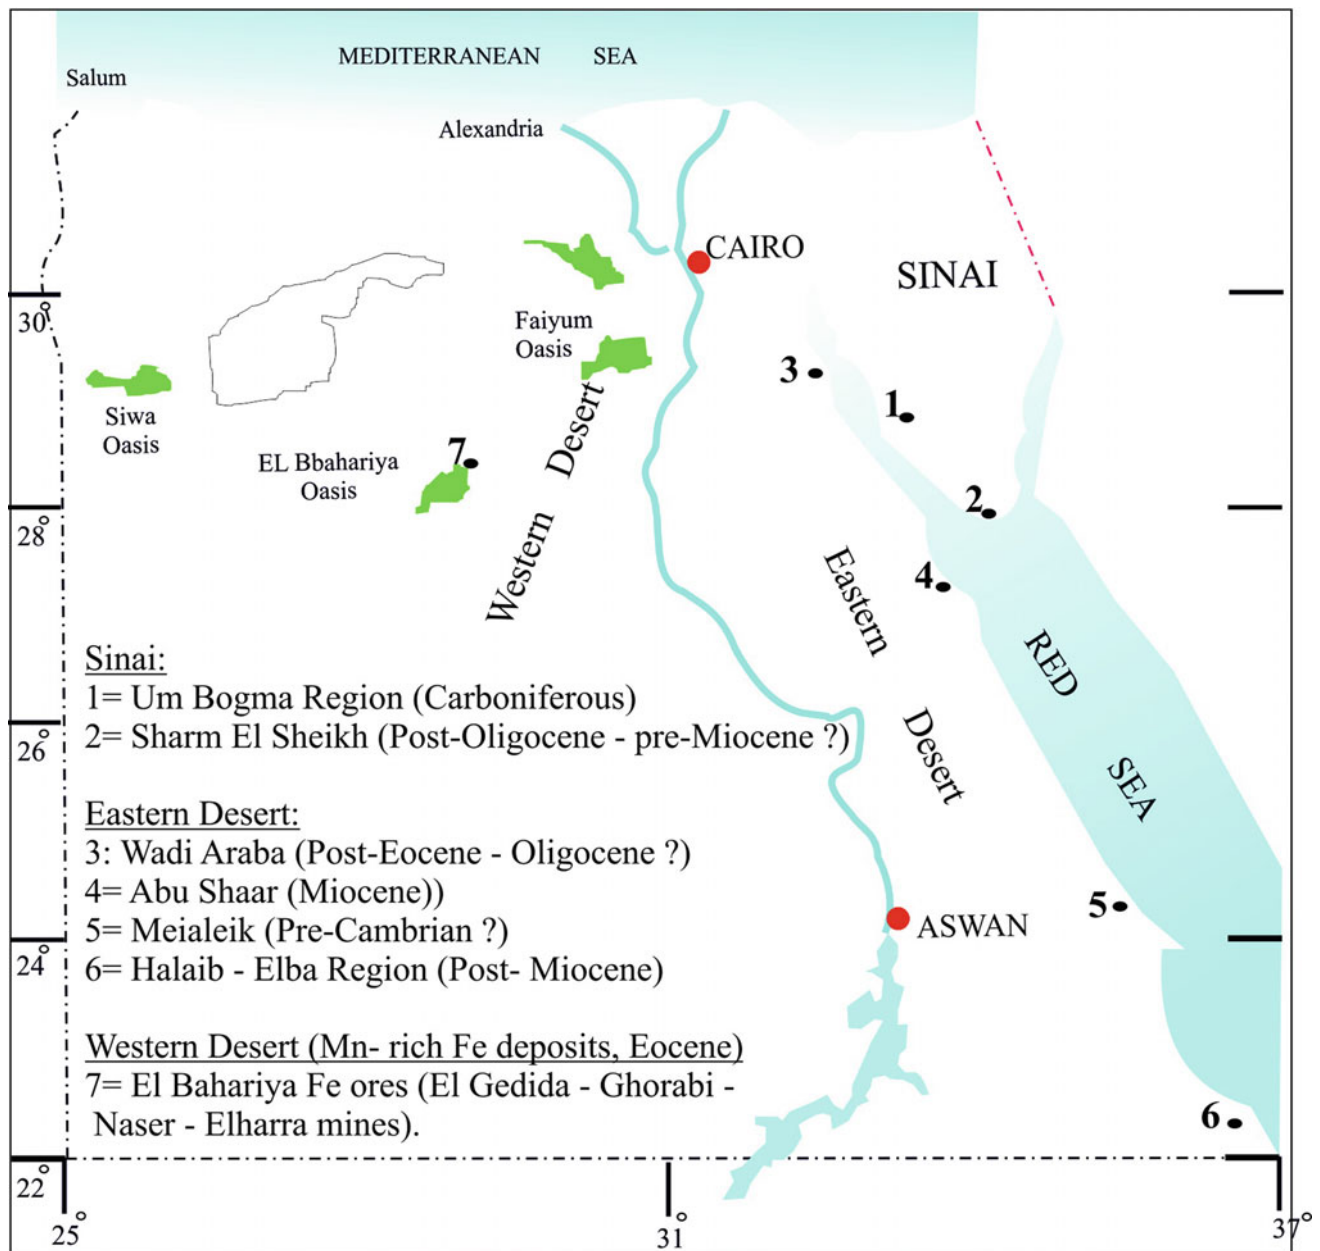 MEDITERRANEAN SEA
Salum
Alexandria
CAIRO
SINAI
30°
Faiyum
Oasis
3
1
Siwa
Oasis
EL Bbahariya
Oasis
7
Western Desert
2
28°
Eastern Desert
4
RED SEA
Sinai:
1= Um Bogma Region (Carboniferous)
2= Sharm El Sheikh (Post-Oligocene - pre-Miocene ?)
26°
Eastern Desert:
3: Wadi Araba (Post-Eocene - Oligocene ?)
4= Abu Shaar (Miocene))
5= Meialeik (Pre-Cambrian ?)
6= Halaib - Elba Region (Post- Miocene)
5
ASWAN
24°
Western Desert (Mn- rich Fe deposits, Eocene)
7= El Bahariya Fe ores (El Gedida - Ghorabi -
Naser - Elharra mines).
6
22°
25°
31°
37°